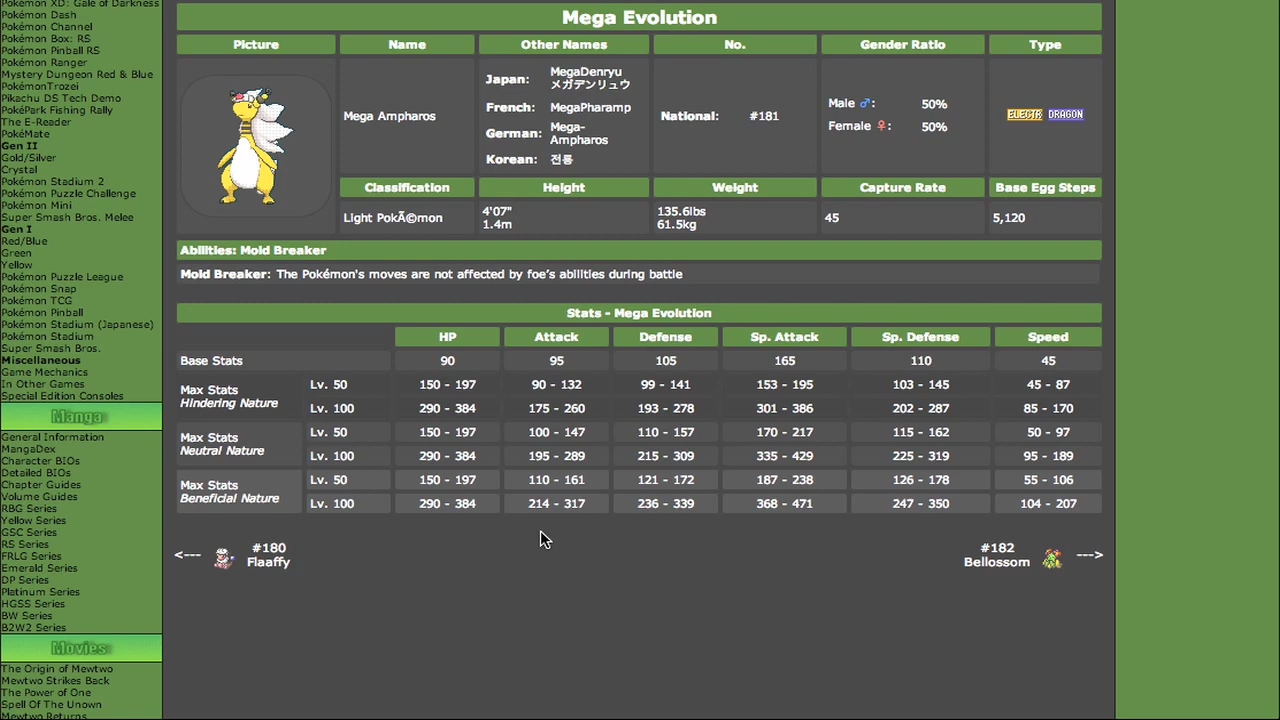 Pokémon XD: Gale of Darkness
Pokémon Dash
Pokémon Channel
Pokémon Box: RS
Pokémon Pinball RS
Pokémon Ranger
Mystery Dungeon Red & Blue
PokémonTrozei
Pikachu DS Tech Demo
PokéPark Fishing Rally
The E-Reader
PokéMate
Gen II
Gold/Silver
Crystal
Pokémon Stadium 2
Pokémon Puzzle Challenge
Pokémon Mini
Super Smash Bros. Melee
Gen I
Red/Blue
Green
Yellow
Pokémon Puzzle League
Pokémon Snap
Pokémon TCG
Pokémon Pinball
Pokémon Stadium (Japanese)
Pokémon Stadium
Super Smash Bros.
Miscellaneous
Game Mechanics
In Other Games
Special Edition Consoles
Manga
General Information
MangaDex
Character BIOs
Detailed BIOs
Chapter Guides
Volume Guides
RBG Series
Yellow Series
GSC Series
RS Series
FRLG Series
Emerald Series
DP Series
Platinum Series
HGSS Series
BW Series
B2W2 Series
Movies
The Origin of Mewtwo
Mewtwo Strikes Back
The Power of One
Spell Of The Unown
Mewtwo Returns
Mega Evolution
Picture Name Other Names No. Gender Ratio Type
Mega Ampharos
Japan: MegaDenryu
メガデンリュウ
French: MegaPharamp
German: Mega-
Ampharos
Korean: 전룡
National: #181
Male ♂: 50%
Female ♀: 50%
ELECTR DRAGON
Classification Height Weight Capture Rate Base Egg Steps
Light PokÃ©mon 4'07" 135.6lbs 45 5,120
1.4m 61.5kg
Abilities: Mold Breaker
Mold Breaker: The Pokémon's moves are not affected by foe's abilities during battle
Stats - Mega Evolution
HP Attack Defense Sp. Attack Sp. Defense Speed
Base Stats 90 95 105 165 110 45
Max Stats
Hindering Nature
Lv. 50 150 - 197 90 - 132 99 - 141 153 - 195 103 - 145 45 - 87
Lv. 100 290 - 384 175 - 260 193 - 278 301 - 386 202 - 287 85 - 170
Max Stats
Neutral Nature
Lv. 50 150 - 197 100 - 147 110 - 157 170 - 217 115 - 162 50 - 97
Lv. 100 290 - 384 195 - 289 215 - 309 335 - 429 225 - 319 95 - 189
Max Stats
Beneficial Nature
Lv. 50 150 - 197 110 - 161 121 - 172 187 - 238 126 - 178 55 - 106
Lv. 100 290 - 384 214 - 317 236 - 339 368 - 471 247 - 350 104 - 207
<--- #180
Flaaffy
#182 --->
Bellossom